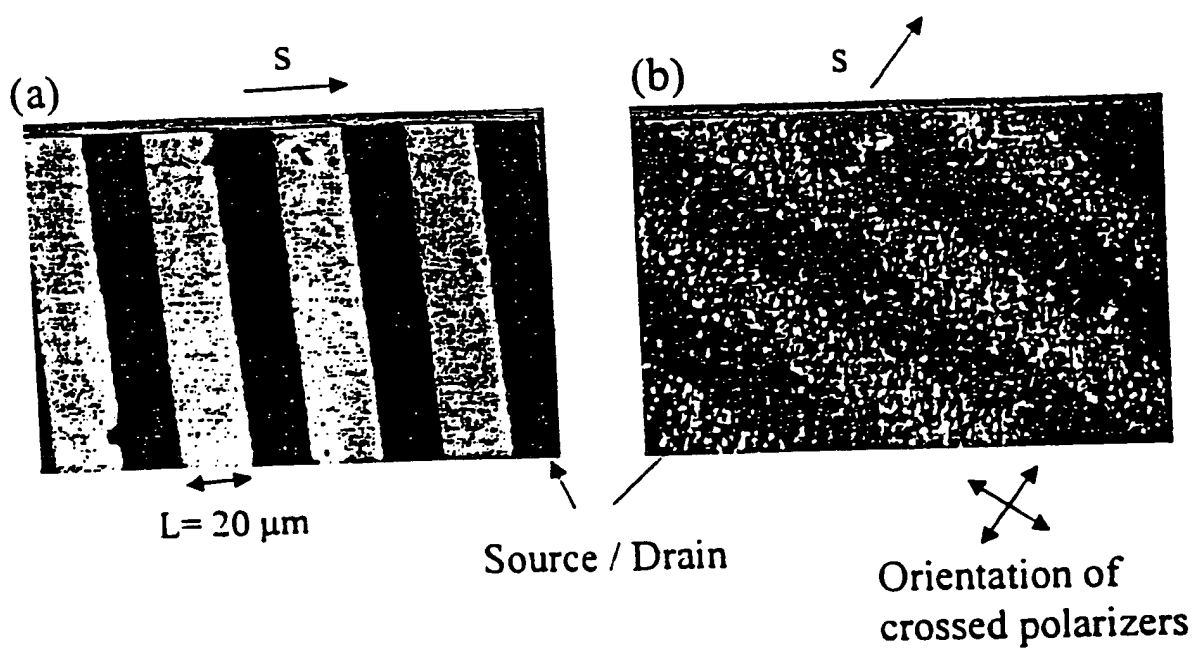 (a)
S
(b)
S
L= 20 μm
Source / Drain
Orientation of
crossed polarizers